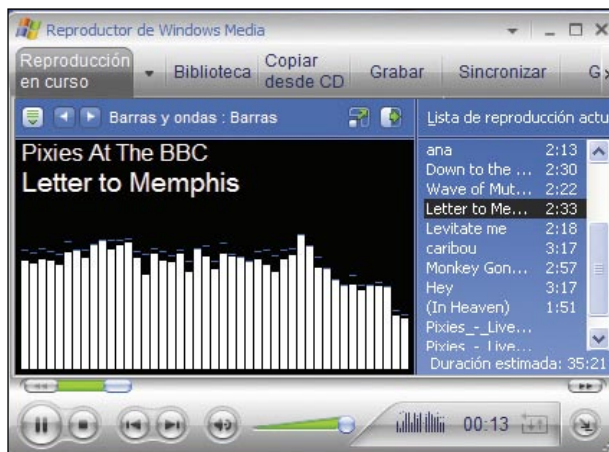 Reproductor de Windows Media
Reproducción en curso
Biblioteca
Copiar desde CD
Grabar
Sincronizar
G
Barras y ondas : Barras
Lista de reproducción actu
Pixies At The BBC
Letter to Memphis
ana 2:13
Down to the ... 2:30
Wave of Mut... 2:22
Letter to Me... 2:33
Levitate me 2:18
caribou 3:17
Monkey Gon... 2:57
Hey 3:17
(In Heaven) 1:51
Pixies_-_Live...
Pixies_-_Live...
Duración estimada: 35:21
00:13